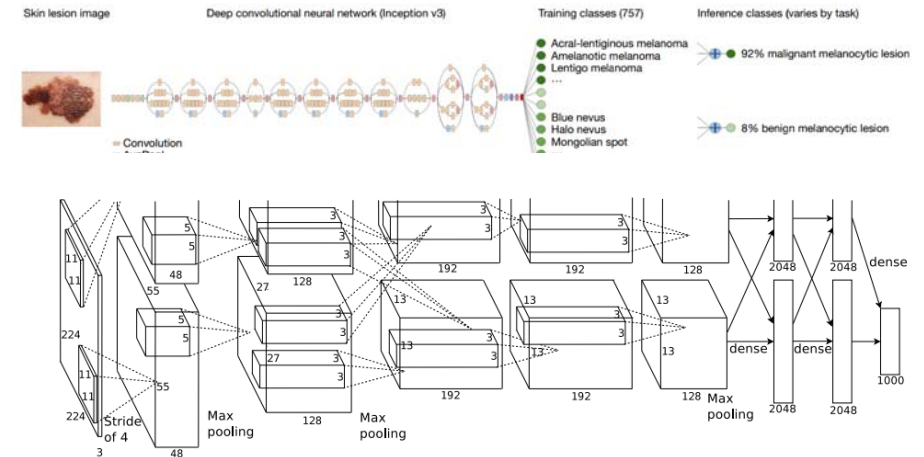 Skin lesion image
Deep convolutional neural network (Inception v3)
Training classes (757)
Inference classes (varies by task)
Acral-lentiginous melanoma
Amelanotic melanoma
Lentigo melanoma
...
Blue nevus
Halo nevus
Mongolian spot
92% malignant melanocytic lesion
8% benign melanocytic lesion
Convolution
11
11
224
5
5
48
55
3
3
128
27
3
3
192
3
3
192
128
2048
2048
dense
11
11
224
3
Stride
of 4
5
5
55
48
Max
pooling
3
3
27
3
3
128
Max
pooling
13
13
3
3
192
13
13
3
3
192
13
13
128
Max
pooling
dense
dense
2048
2048
1000